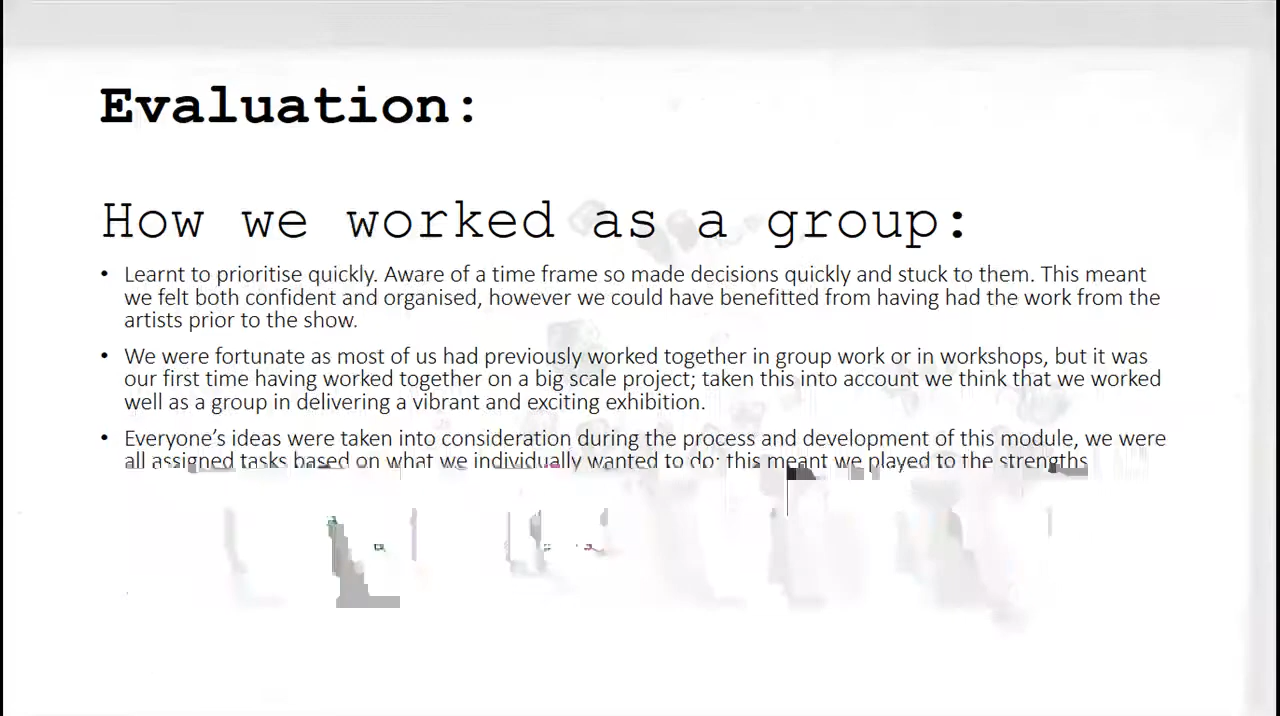 Evaluation:
How we worked as a group:
• Learnt to prioritise quickly. Aware of a time frame so made decisions quickly and stuck to them. This meant
we felt both confident and organised, however we could have benefitted from having had the work from the
artists prior to the show.
• We were fortunate as most of us had previously worked together in group work or in workshops, but it was
our first time having worked together on a big scale project; taken this into account we think that we worked
well as a group in delivering a vibrant and exciting exhibition.
• Everyone’s ideas were taken into consideration during the process and development of this module, we were
all assigned tasks based on what we individually wanted to do; this meant we played to the strengths